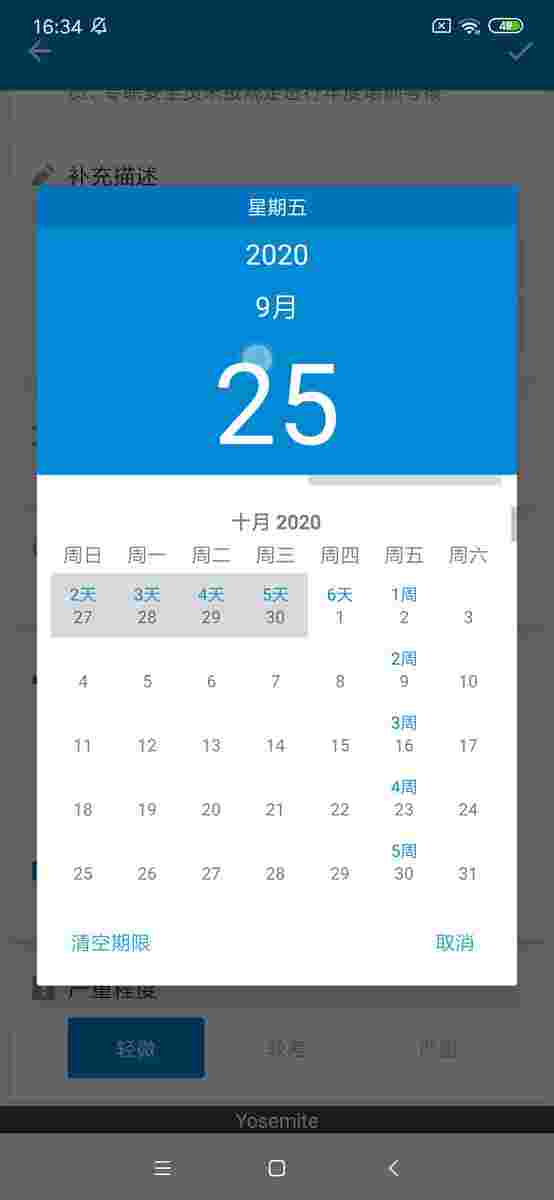 16:34
49
补充描述
星期五
2020
9月
25
十月 2020
周日 周一 周二 周三 周四 周五 周六
2天 3天 4天 5天 6天 1周
27 28 29 30 1 2 3
2周
4 5 6 7 8 9 10
3周
11 12 13 14 15 16 17
4周
18 19 20 21 22 23 24
5周
25 26 27 28 29 30 31
清空期限 取消
严重程度
轻微
Yosemite